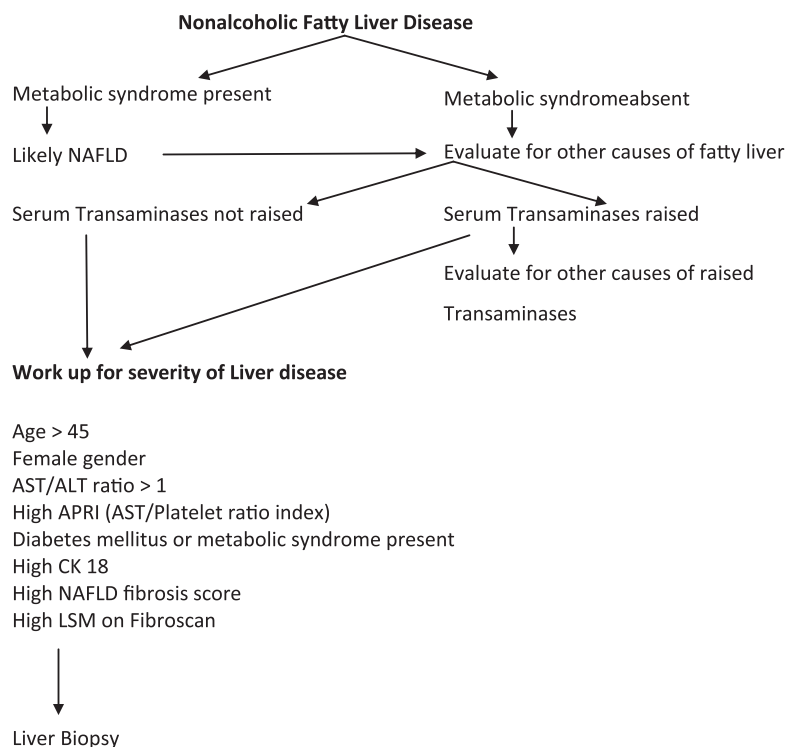 Nonalcoholic Fatty Liver Disease
Metabolic syndrome present
Metabolic syndromeabsent
Likely NAFLD
Evaluate for other causes of fatty liver
Serum Transaminases not raised
Serum Transaminases raised
Evaluate for other causes of raised
Transaminases
Work up for severity of Liver disease
Age > 45
Female gender
AST/ALT ratio > 1
High APRI (AST/Platelet ratio index)
Diabetes mellitus or metabolic syndrome present
High CK 18
High NAFLD fibrosis score
High LSM on Fibroscan
Liver Biopsy